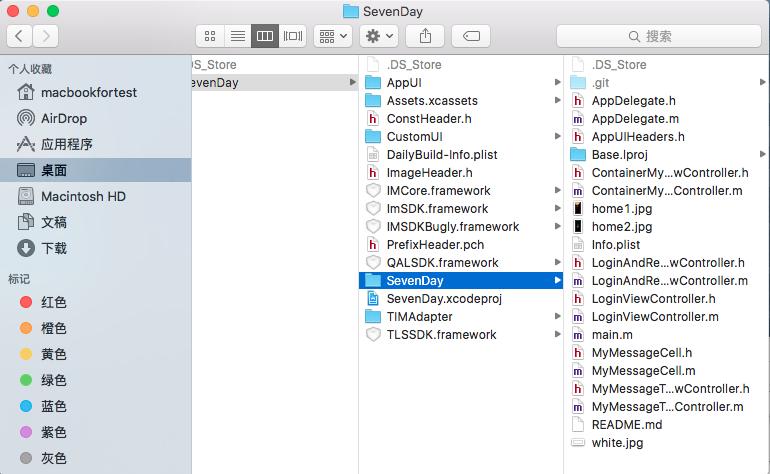 SevenDay
搜索
个人收藏
macbookfortest
AirDrop
应用程序
桌面
Macintosh HD
文稿
下载
标记
红色
橙色
黄色
绿色
蓝色
紫色
灰色
DS_Store
evenDay
.DS_Store
AppUI
Assets.xcassets
ConstHeader.h
CustomUI
DailyBuild-Info.plist
ImageHeader.h
IMCore.framework
ImSDK.framework
IMSDKBugly.framework
PrefixHeader.pch
QALSDK.framework
SevenDay
SevenDay.xcodeproj
TIMAdapter
TLSSDK.framework
.DS_Store
.git
AppDelegate.h
AppDelegate.m
AppUIHeaders.h
Base.lproj
ContainerMy...wController.h
ContainerMy...wController.m
home1.jpg
home2.jpg
Info.plist
LoginAndRe...wController.h
LoginAndRe...wController.m
LoginViewController.h
LoginViewController.m
main.m
MyMessageCell.h
MyMessageCell.m
MyMessageT...wController.h
MyMessageT...Controller.m
README.md
white.jpg